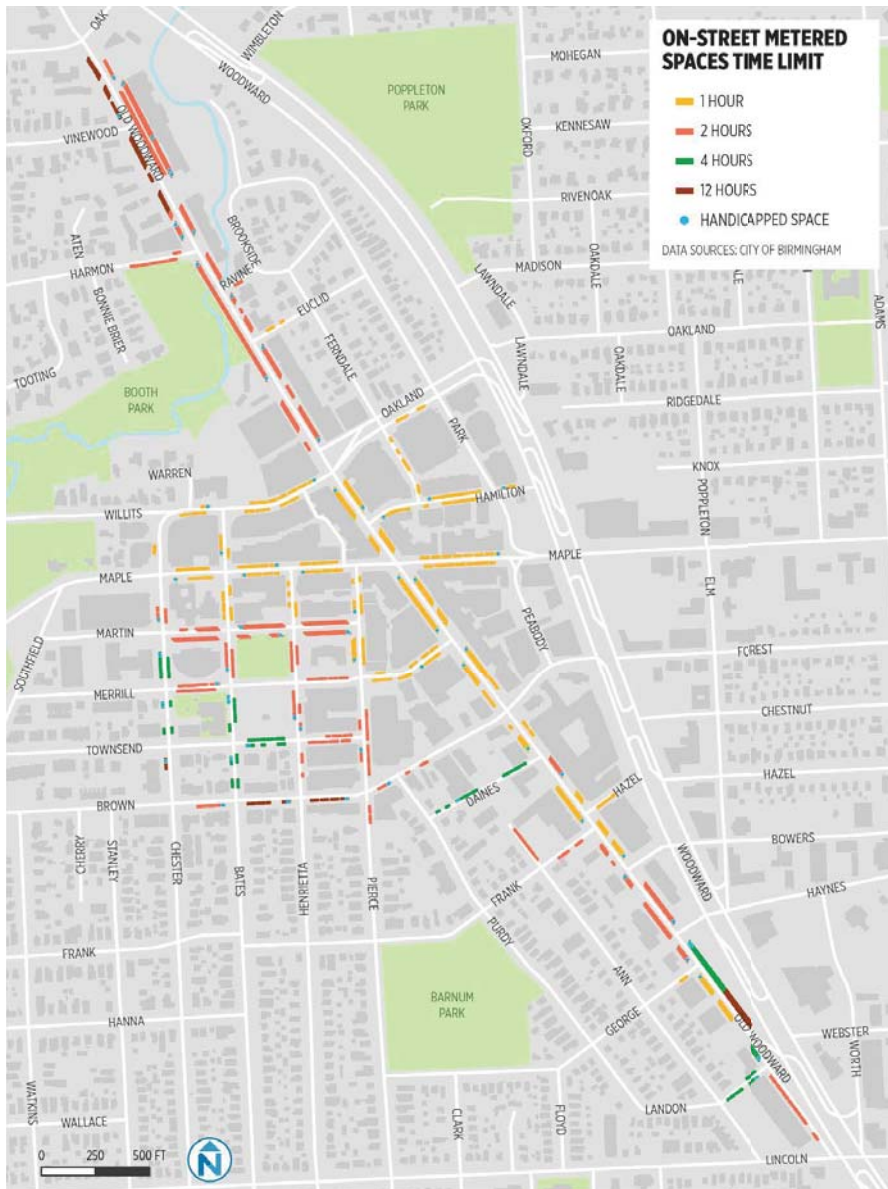 OAK
WIMBLETON
WOODWARD
MOHEGAN
POPPLETON
PARK
OXFORD
KENNESAW
VINEWOOD
OLD WOODWARD
RIVENOAK
ON-STREET METERED
SPACES TIME LIMIT
1 HOUR
2 HOURS
4 HOURS
12 HOURS
HANDICAPPED SPACE
DATA SOURCES: CITY OF BIRMINGHAM
ATEN
HARMON
BONNIE BRIER
BROOKSIDE
RAVINE
EUCLID
LAWNDALE
MADISON
OAKDALE
ADAMS
TOOTING
BOOTH
PARK
FERNDALE
LAWNDALE
OAKLAND
OAKDALE
RIDGEDALE
OAKLAND
PARK
WARREN
KNOX
POPPLETON
WILLITS
HAMILTON
MAPLE
MAPLE
ELM
MARTIN
PEABODY
SOUTHFIELD
FOREST
MERRILL
CHESTNUT
TOWNSEND
HAZEL
DAINES
HAZEL
BROWN
BOWERS
CHERRY
STANLEY
CHESTER
BATES
HENRIETTA
PIERCE
WOODWARD
HAYNES
FRANK
PURDY
FRANK
ANN
BARNUM
PARK
GEORGE
HANNA
OLD WOODWARD
WEBSTER
WORTH
WATKINS
WALLACE
CLARK
FLOYD
LANDON
LINCOLN
0 250 500 FT
N